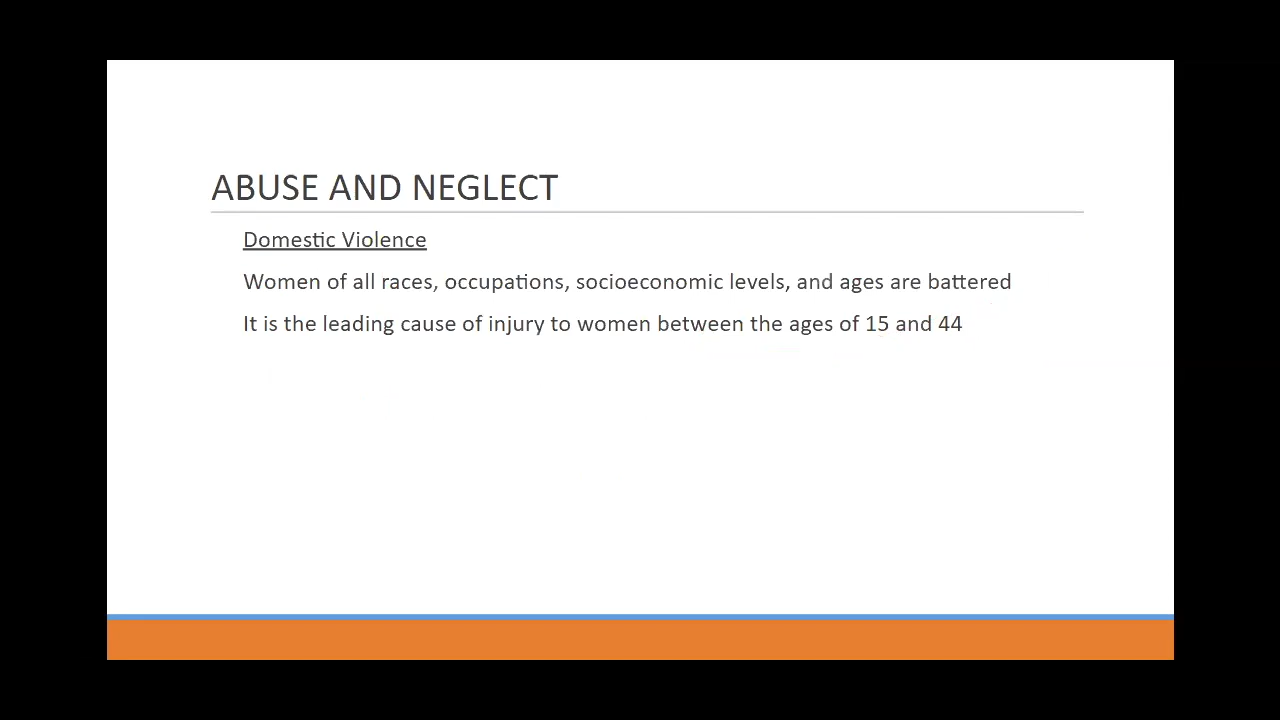 ABUSE AND NEGLECT
Domestic Violence
Women of all races, occupations, socioeconomic levels, and ages are battered
It is the leading cause of injury to women between the ages of 15 and 44